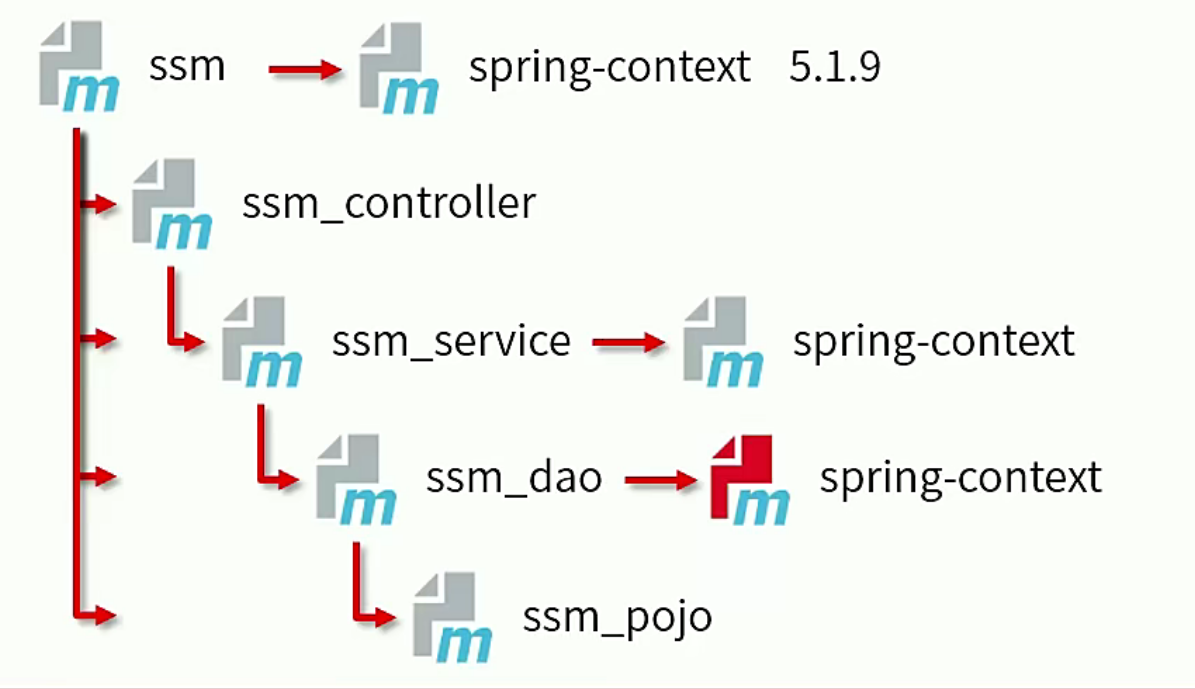 m ssm m spring-context 5.1.9
m ssm_controller
m ssm_service m spring-context
m ssm_dao m spring-context
m ssm_pojo